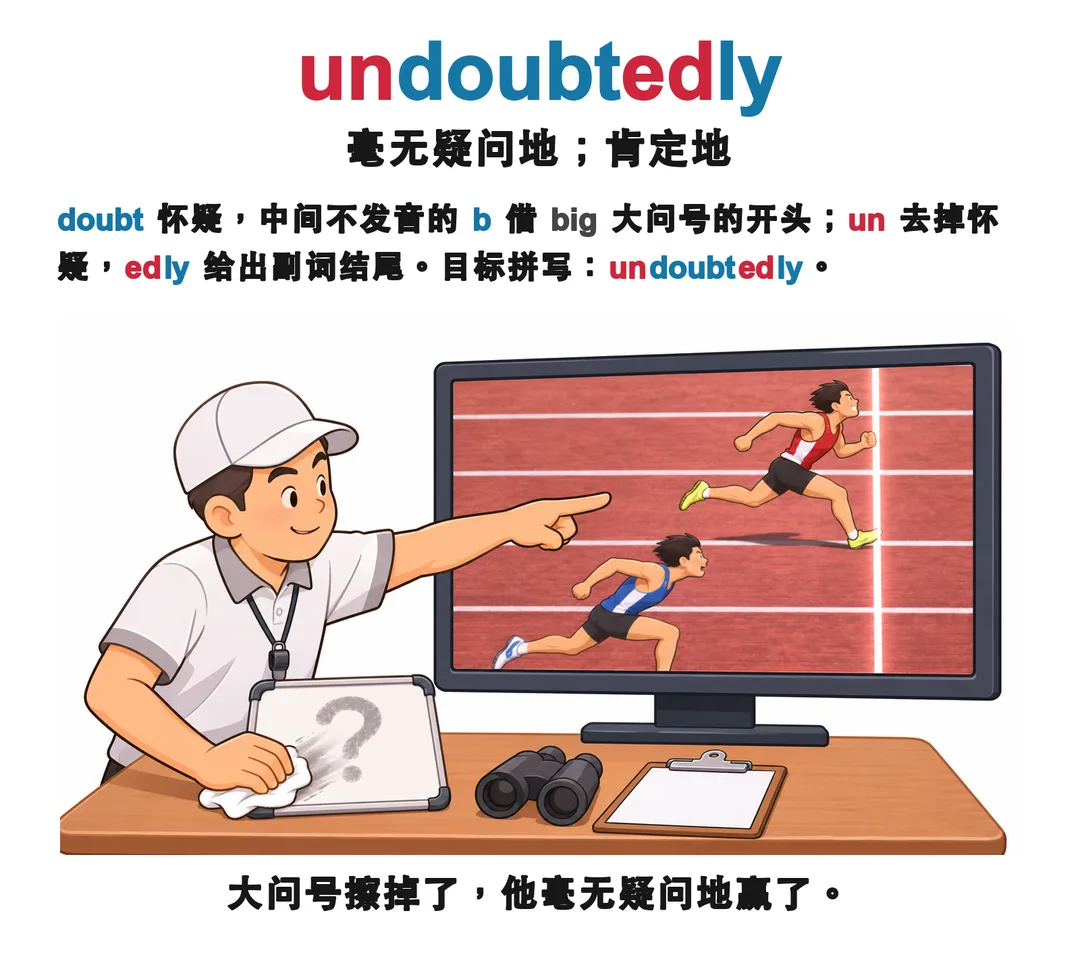 undoubtedly
毫无疑问地；肯定地
doubt 怀疑，中间不发音的 b 借 big 大问号的开头；un 去掉怀
疑，edly 给出副词结尾。目标拼写：undoubtedly。
?
大问号擦掉了，他毫无疑问地赢了。